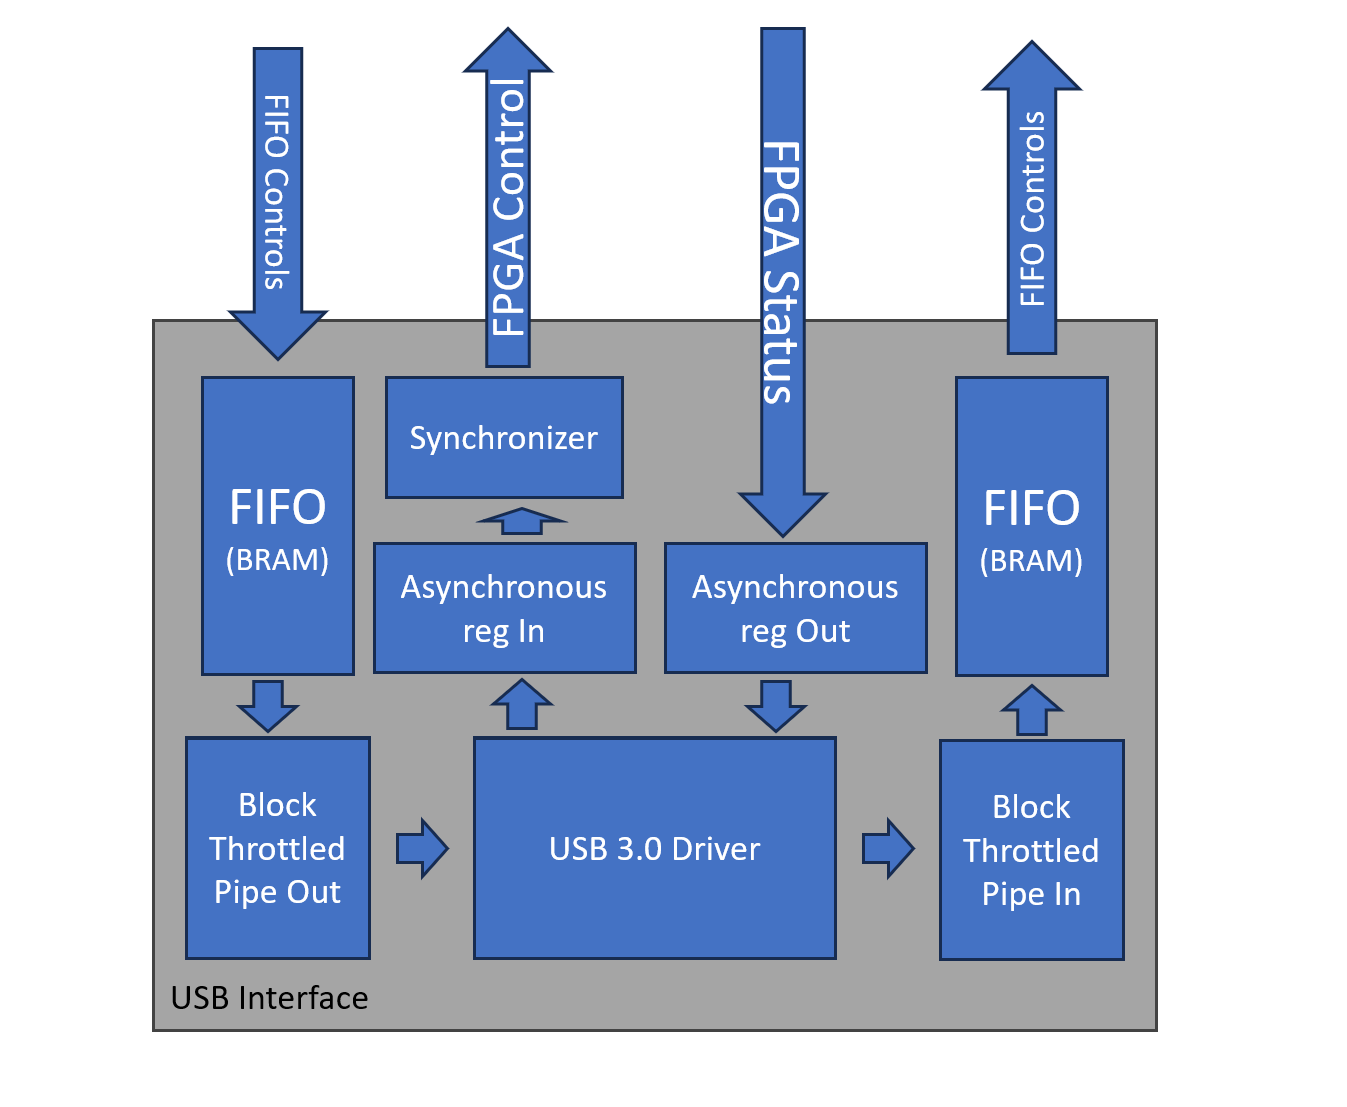 FIFO Controls
FPGA Control
FPGA Status
FIFO Controls
FIFO
(BRAM)
Synchronizer
FIFO
(BRAM)
Asynchronous
reg In
Asynchronous
reg Out
Block
Throttled
Pipe Out
USB 3.0 Driver
Block
Throttled
Pipe In
USB Interface